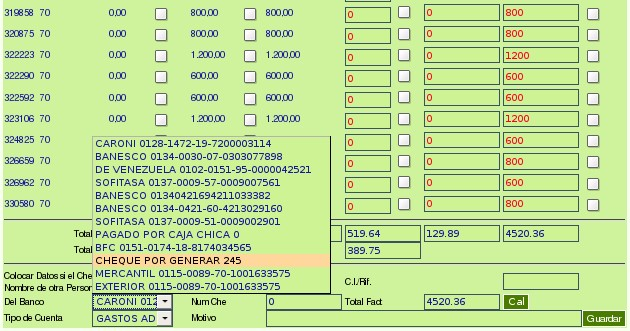 319858 70 0,00 800,00 800,00 0 0 800
320875 70 0,00 800,00 800,00 0 0 800
322223 70 0,00 1.200,00 1.200,00 0 0 1200
322290 70 0,00 600,00 600,00 0 0 600
322592 70 0,00 600,00 600,00 0 0 600
323106 70 0,00 1.200,00 1.200,00 0 0 1200
324825 70 0 0 600
326659 70 0 0 800
326962 70 0 0 600
330580 70 0 0 800
CARONI 0128-1472-19-7200003114
BANESCO 0134-0030-07-0303077898
DE VENEZUELA 0102-0151-95-0000042521
SOFITASA 0137-0009-57-0009007561
BANESCO 01340421694211033382
BANESCO 0134-0421-60-4213029160
SOFITASA 0137-0009-51-0009002901
PAGADO POR CAJA CHICA 0
BFC 0151-0174-18-8174034565
CHEQUE POR GENERAR 245
MERCANTIL 0115-0089-70-1001633575
EXTERIOR 0115-0089-70-1001633575
Total 519.64 129.89 4520.36
Total 389.75
Colocar Datos si el Che
Nombre de otra Person C.I./Rif.
Del Banco CARONI 012 Num Che 0 Total Fact 4520.36 Cal
Tipo de Cuenta GASTOS AD Motivo Guardar